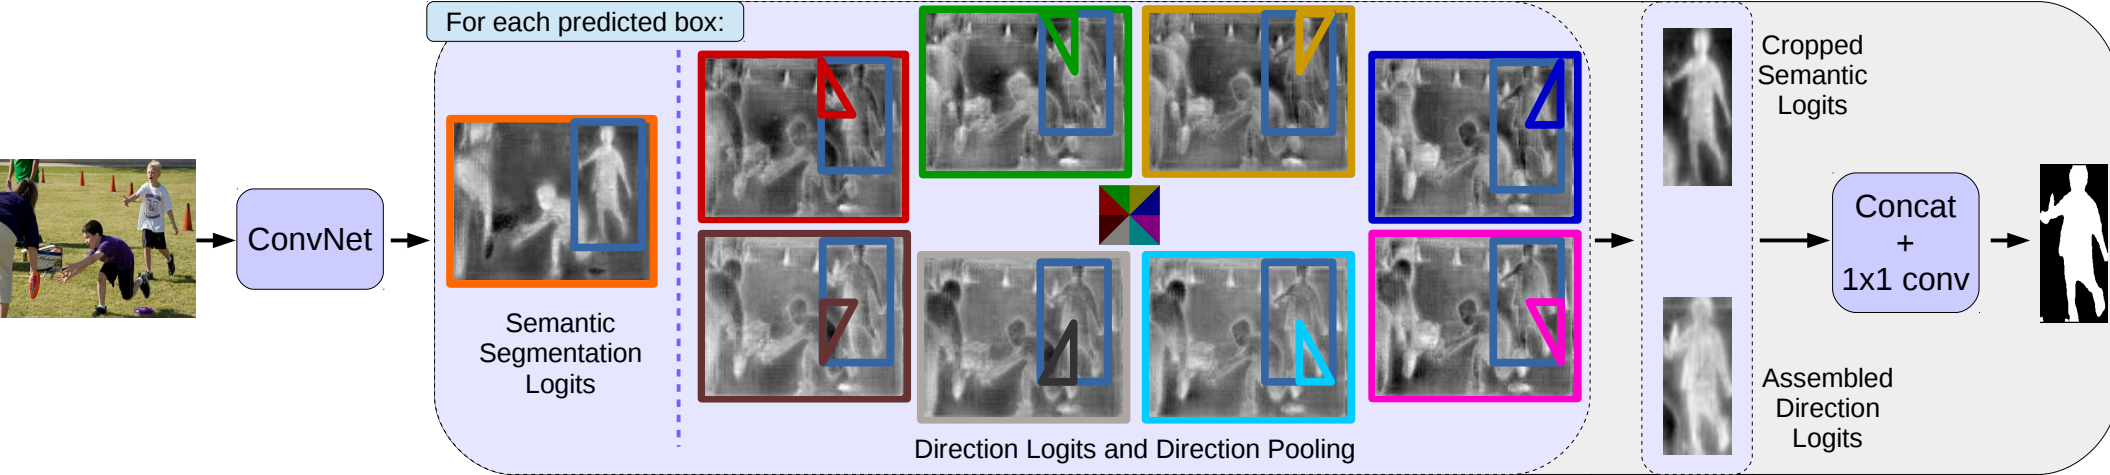 For each predicted box:
ConvNet
Semantic
Segmentation
Logits
Direction Logits and Direction Pooling
Cropped
Semantic
Logits
Assembled
Direction
Logits
Concat
+
1x1 conv